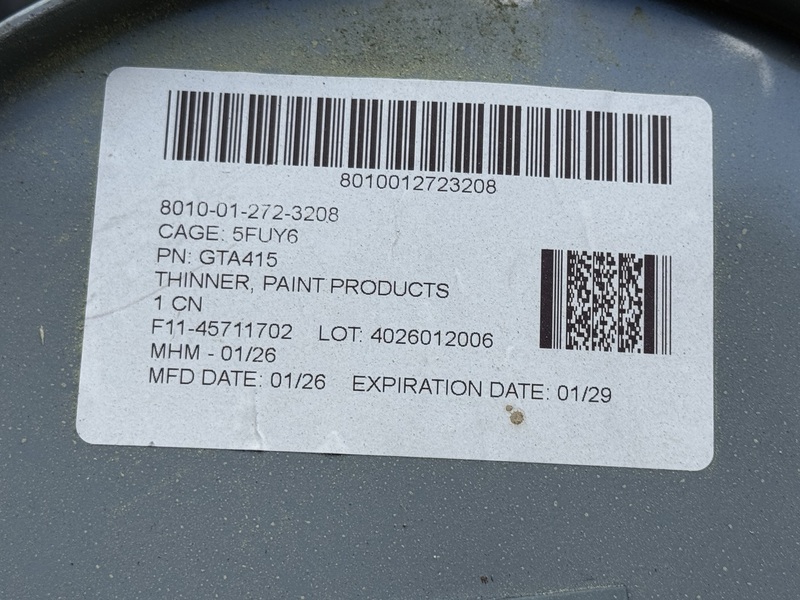 8010012723208
8010-01-272-3208
CAGE: 5FUY6
PN: GTA415
THINNER, PAINT PRODUCTS
1 CN
F11-45711702 LOT: 4026012006
MHM - 01/26
MFD DATE: 01/26 EXPIRATION DATE: 01/29